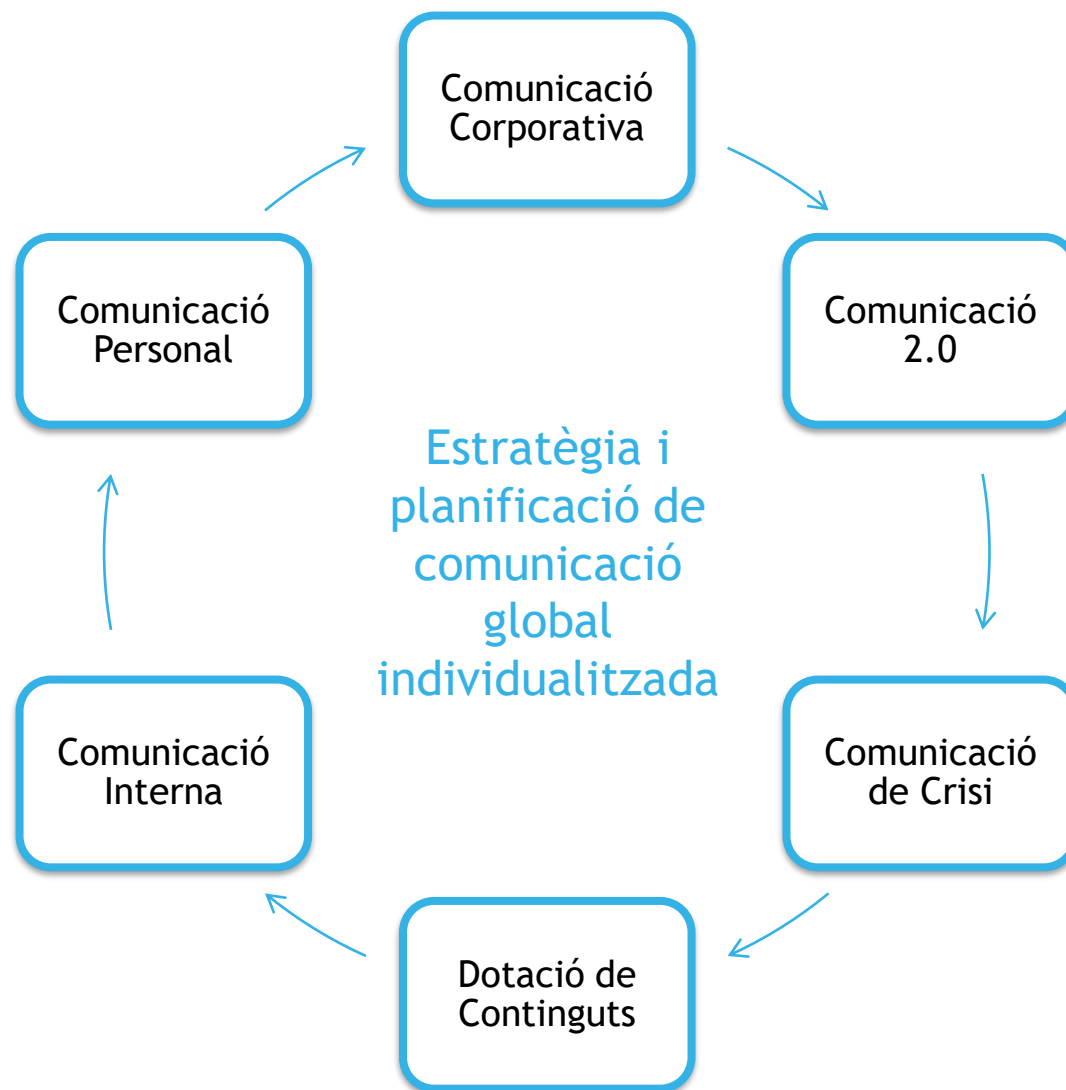 Comunicació
Corporativa
Comunicació
2.0
Comunicació
de Crisi
Dotació de
Continguts
Comunicació
Interna
Comunicació
Personal
Estratègia i
planificació de
comunicació
global
individualitzada